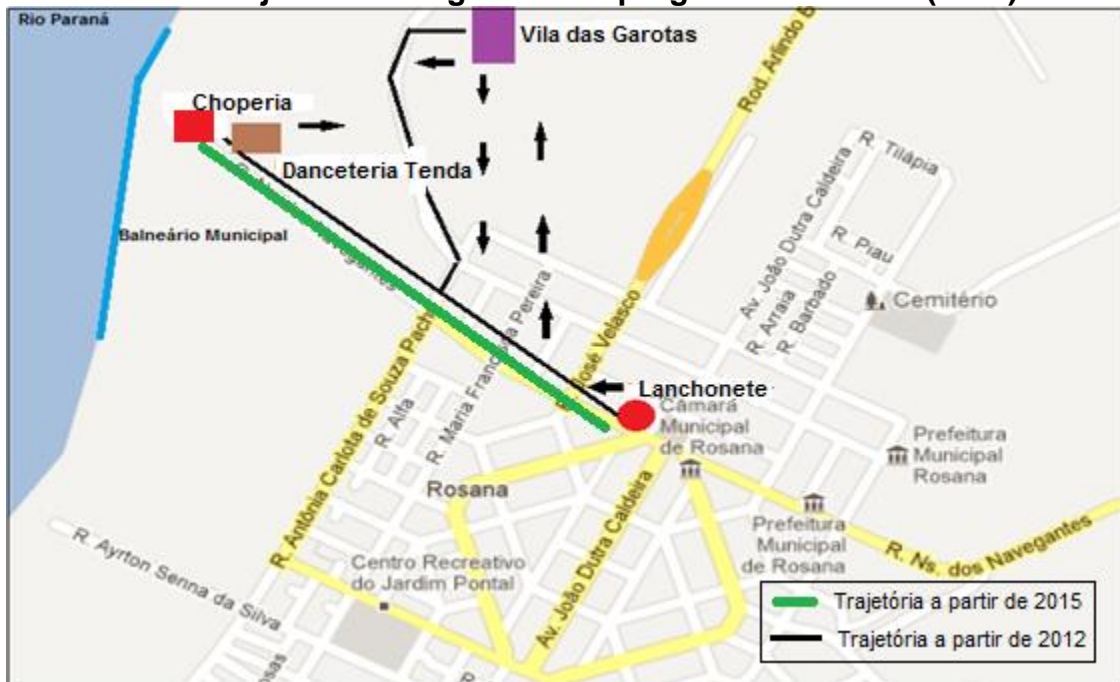 Rio Paraná
Vila das Garotas
Rod. Arlindo B
Choperia
Danceteria Tenda
Balneário Municipal
R. Tilápia
Av. João Dutra Caldeira
R. Piau
R. Arraia
R. Barbado
Cemitério
José Velasco
R. Maria Francisca Pereira
R. Antônia Carlota de Souza Pach
R. Alfa
Lanchonete
Câmara
Municipal
de Rosana
Prefeitura
Municipal
Rosana
Rosana
Prefeitura
Municipal
de Rosana
R. Ns. dos Navegantes
Av. João Dutra Caldeira
R. Ayrton Senna da Silva
Centro Recreativo
do Jardim Pontal
Trajetória a partir de 2015
Trajetória a partir de 2012